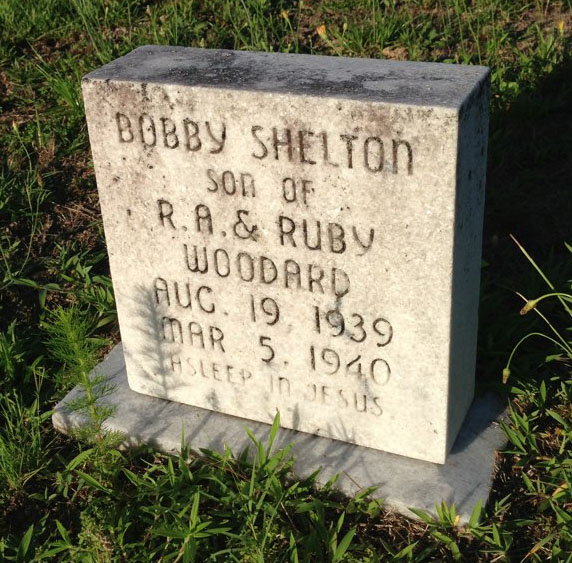 BOBBY SHELTON
SON OF
R.A. & RUBY
WOODARD
AUG. 19. 1939
MAR 5. 1940
ASLEEP IN JESUS